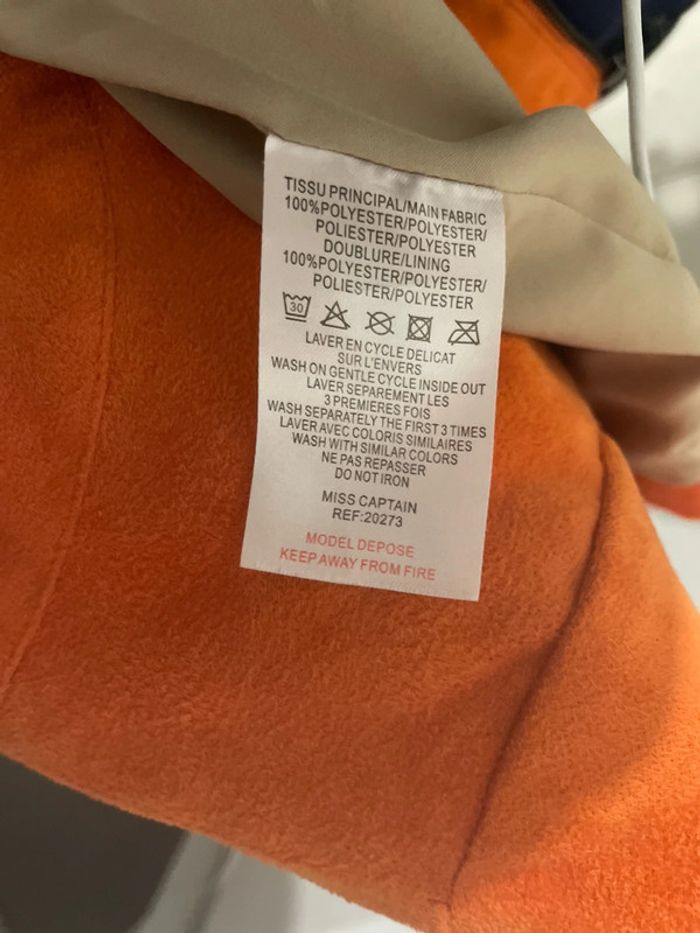 TISSU PRINCIPAL/MAIN FABRIC
100%POLYESTER/POLYESTER/
POLIESTER/POLYESTER
DOUBLURE/LINING
100%POLYESTER/POLYESTER/
POLIESTER/POLYESTER
30
LAVER EN CYCLE DELICAT
SUR L'ENVERS
WASH ON GENTLE CYCLE INSIDE OUT
LAVER SEPAREMENT LES
3 PREMIERES FOIS
WASH SEPARATELY THE FIRST 3 TIMES
LAVER AVEC COLORIS SIMILAIRES
WASH WITH SIMILAR COLORS
NE PAS REPASSER
DO NOT IRON
MISS CAPTAIN
REF:20273
MODEL DEPOSE
KEEP AWAY FROM FIRE